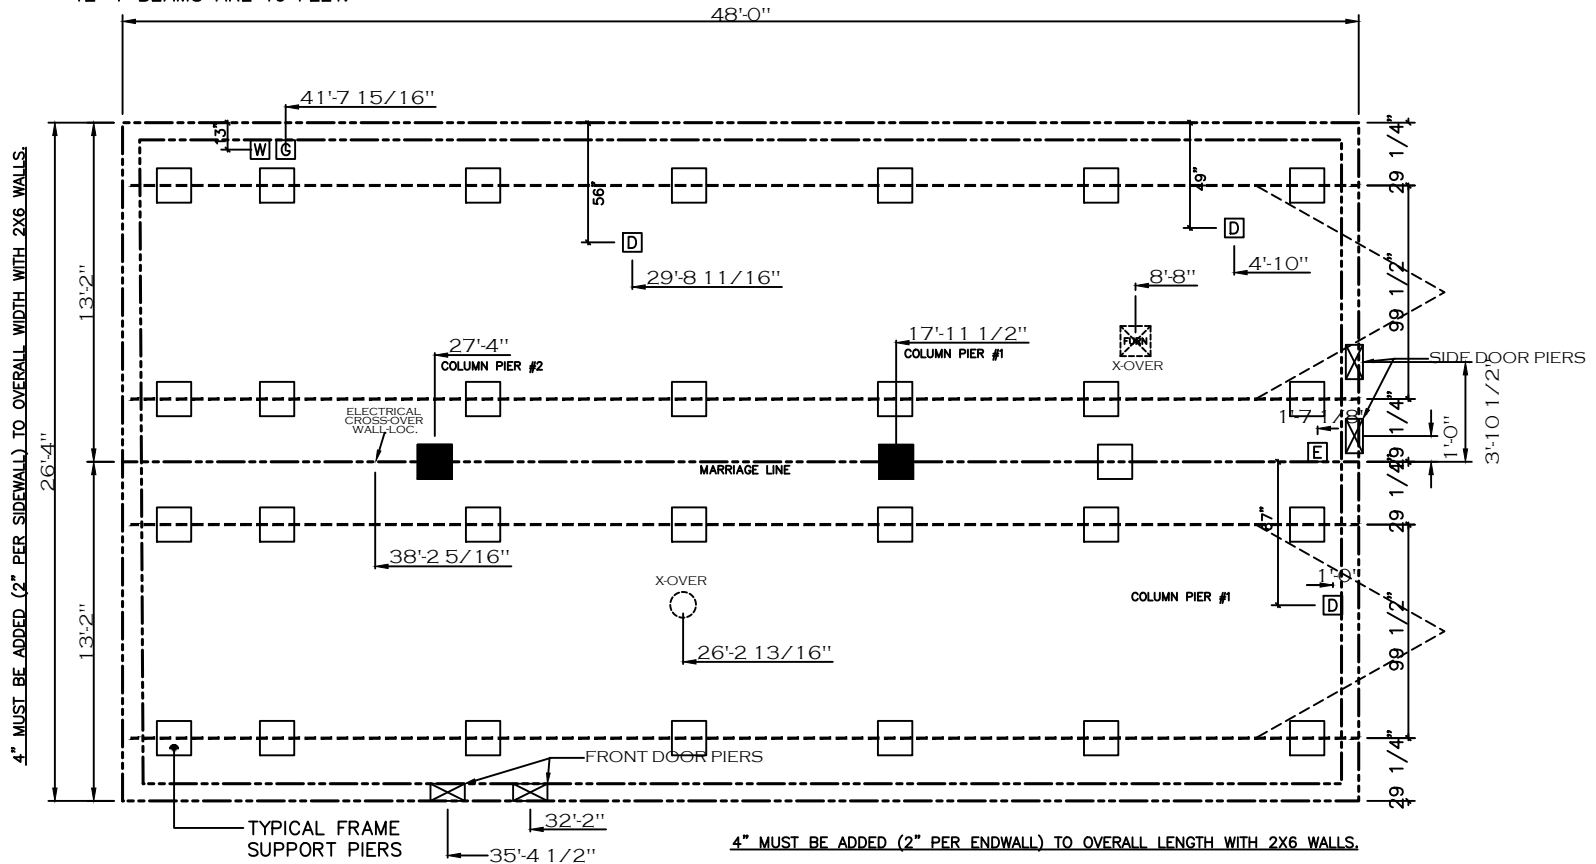 48'-0"
41'-7 15/16"
13"
W
G
29 1/4"
13'-2"
56"
49"
D
D
29'-8 11/16"
4'-10"
8'-8"
99 1/2"
27'-4"
COLUMN PIER #2
17'-11 1/2"
COLUMN PIER #1
FURN
X-OVER
SIDE DOOR PIERS
ELECTRICAL
CROSS-OVER
WALL-LOC.
1'-7 1/8"
29 1/4"
1'-0"
3'-10 1/2"
E
MARRIAGE LINE
26'-4"
4" MUST BE ADDED (2" PER SIDEWALL) TO OVERALL WIDTH WITH 2X6 WALLS.
29 1/4"
67"
38'-2 5/16"
X-OVER
1'-0"
COLUMN PIER #1
D
13'-2"
99 1/2"
26'-2 13/16"
FRONT DOOR PIERS
29 1/4"
TYPICAL FRAME
SUPPORT PIERS
32'-2"
35'-4 1/2"
4" MUST BE ADDED (2" PER ENDWALL) TO OVERALL LENGTH WITH 2X6 WALLS.